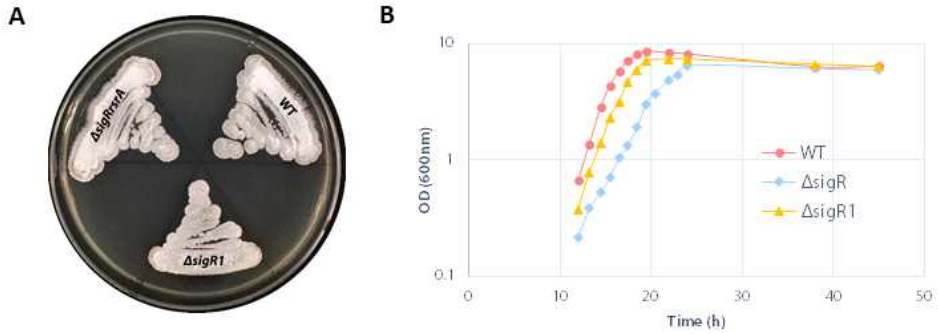 A
ΔsigRrsrA
WT
ΔsigR1
B
10
1
0.1
OD (600nm)
WT
ΔsigR
ΔsigR1
0 10 20 30 40 50
Time (h)